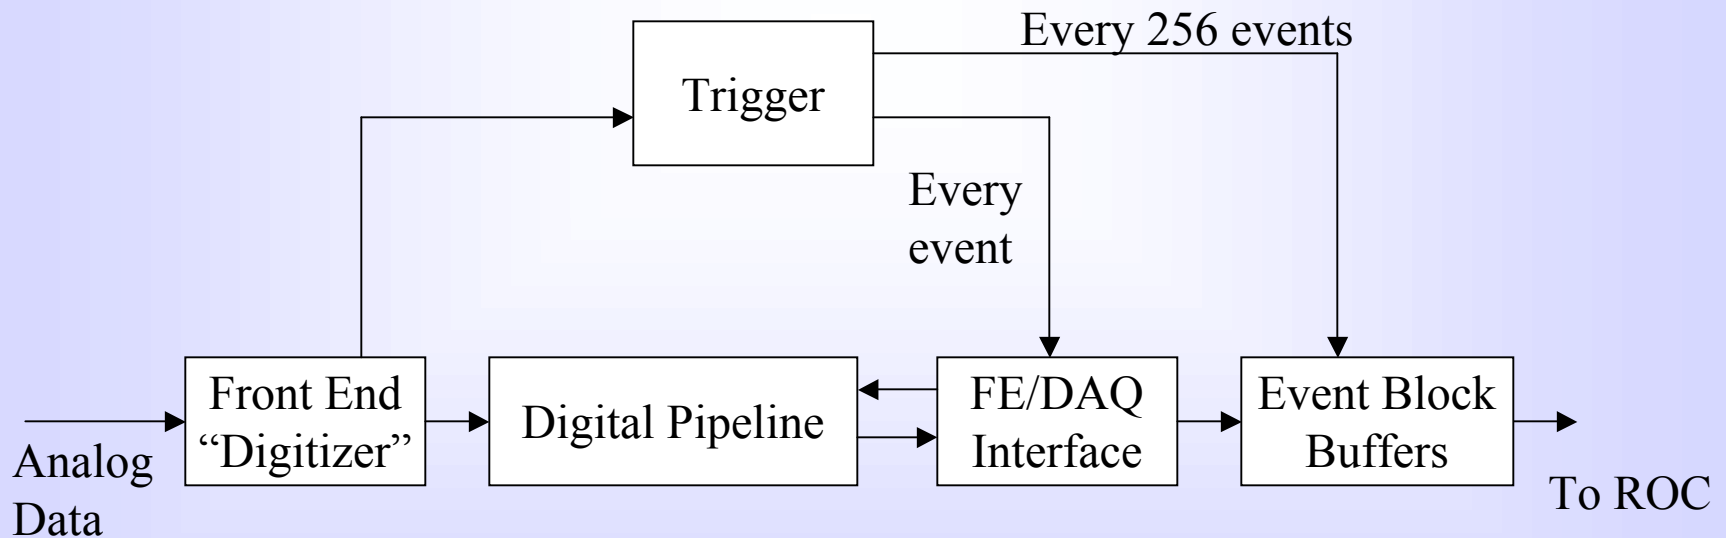 Every 256 events
Trigger
Every
event
Front End
“Digitizer”
Digital Pipeline
FE/DAQ
Interface
Event Block
Buffers
Analog
Data
To ROC